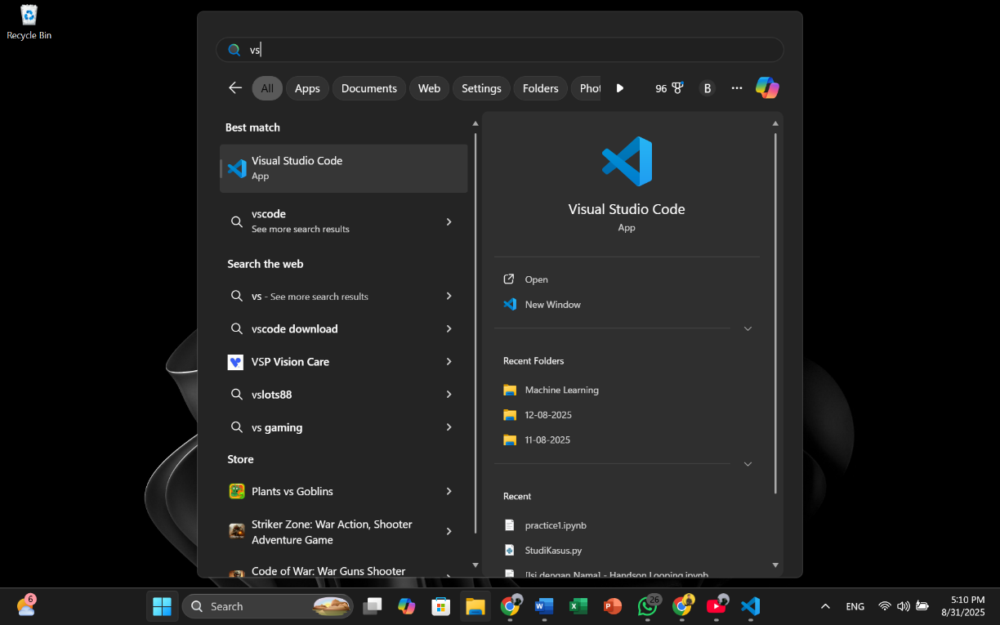 Recycle Bin
vs
All
Apps
Documents
Web
Settings
Folders
Phot
96
B
Best match
Visual Studio Code
App
vscode
See more search results
Search the web
vs - See more search results
vscode download
VSP Vision Care
vslots88
vs gaming
Store
Plants vs Goblins
Striker Zone: War Action, Shooter
Adventure Game
Code of War: War Guns Shooter
Visual Studio Code
App
Open
New Window
Recent Folders
Machine Learning
12-08-2025
11-08-2025
Recent
practice1.ipynb
StudiKasus.py
[Isi dengan Nama] - Handson Looping.ipynb
6
Search
26
ENG
5:10 PM
8/31/2025